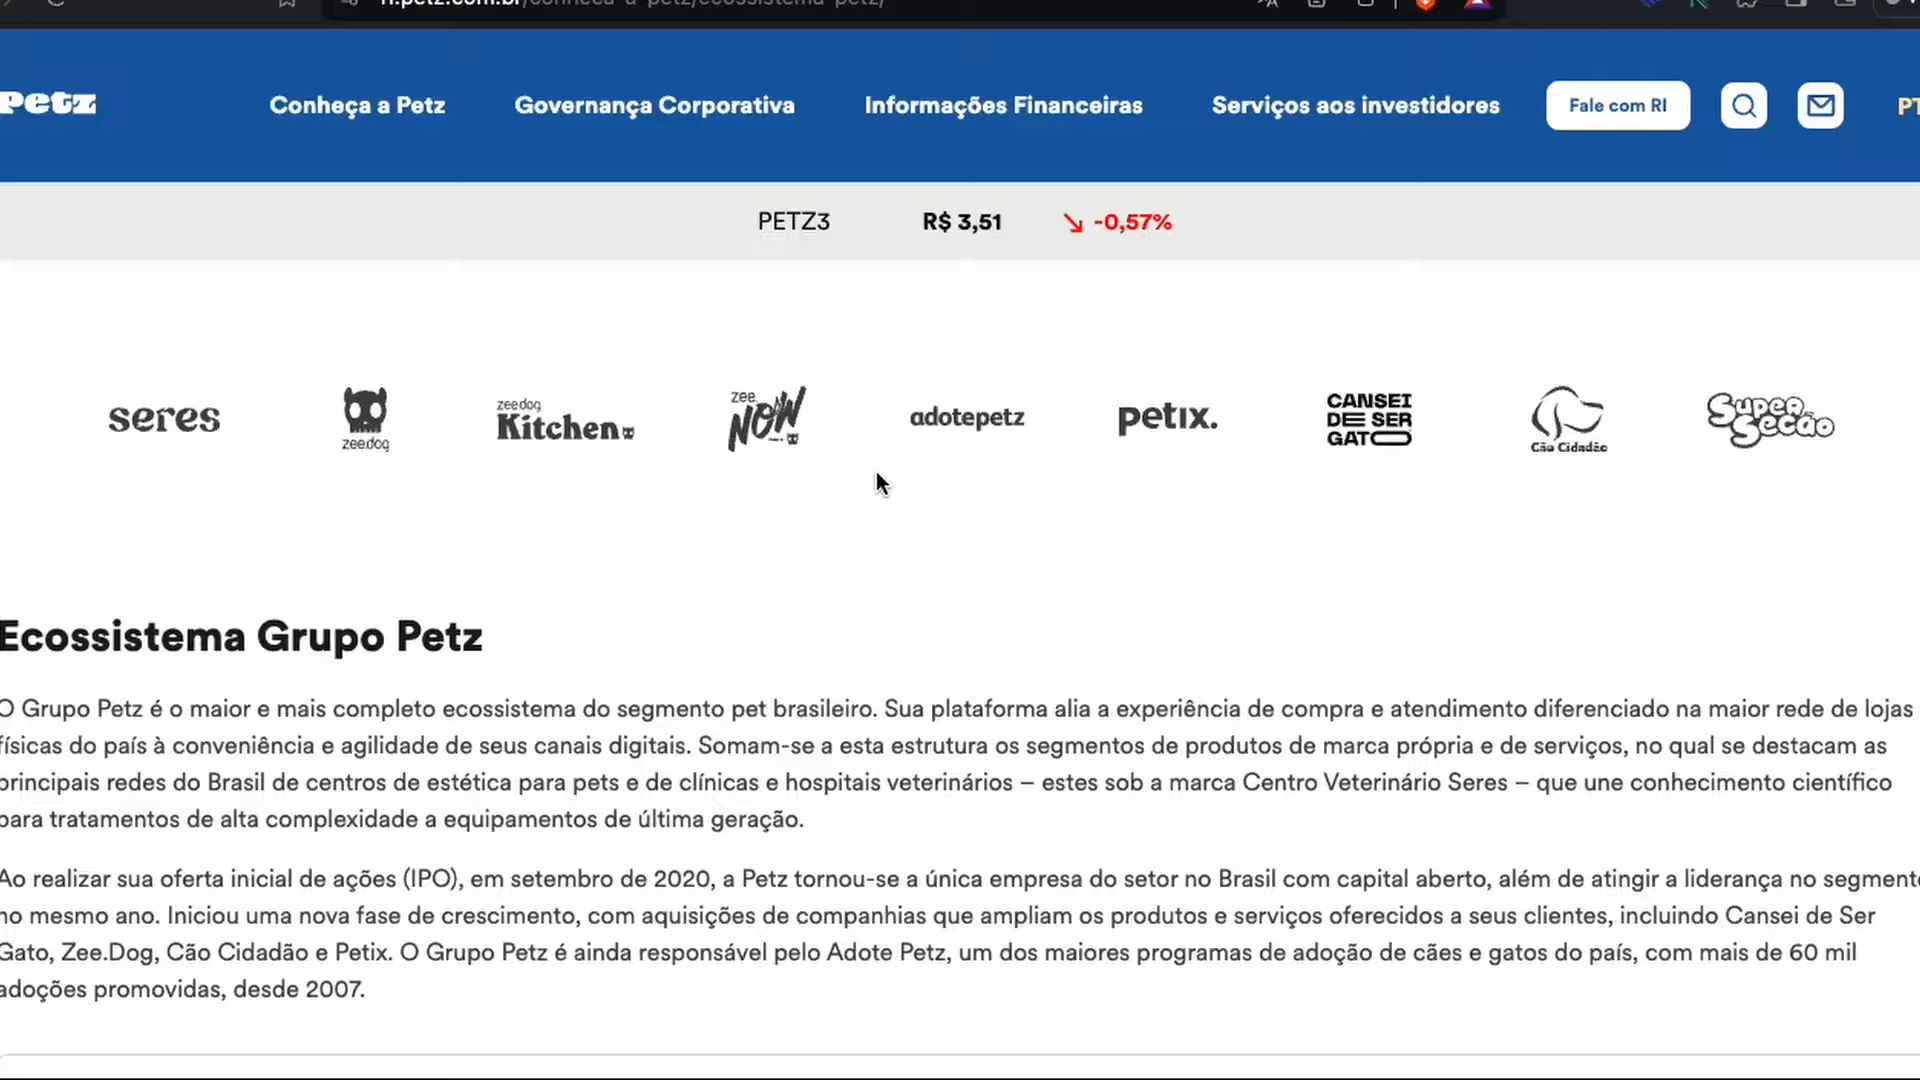 Petz
Conheça a Petz
Governança Corporativa
Informações Financeiras
Serviços aos investidores
Fale com RI
PETZ3
R$ 3,51
-0,57%
seres
zee.dog
zee.dog
Kitchen
zee.
NOW
adotepetz
petix.
CANSEI
DE SER
GATO
Cão Cidadão
Super
Secão
Ecossistema Grupo Petz
O Grupo Petz é o maior e mais completo ecossistema do segmento pet brasileiro. Sua plataforma alia a experiência de compra e atendimento diferenciado na maior rede de lojas
físicas do país à conveniência e agilidade de seus canais digitais. Somam-se a esta estrutura os segmentos de produtos de marca própria e de serviços, no qual se destacam as
principais redes do Brasil de centros de estética para pets e de clínicas e hospitais veterinários – estes sob a marca Centro Veterinário Seres – que une conhecimento científico
para tratamentos de alta complexidade a equipamentos de última geração.
Ao realizar sua oferta inicial de ações (IPO), em setembro de 2020, a Petz tornou-se a única empresa do setor no Brasil com capital aberto, além de atingir a liderança no segmento
no mesmo ano. Iniciou uma nova fase de crescimento, com aquisições de companhias que ampliam os produtos e serviços oferecidos a seus clientes, incluindo Cansei de Ser
Gato, Zee.Dog, Cão Cidadão e Petix. O Grupo Petz é ainda responsável pelo Adote Petz, um dos maiores programas de adoção de cães e gatos do país, com mais de 60 mil
adoções promovidas, desde 2007.